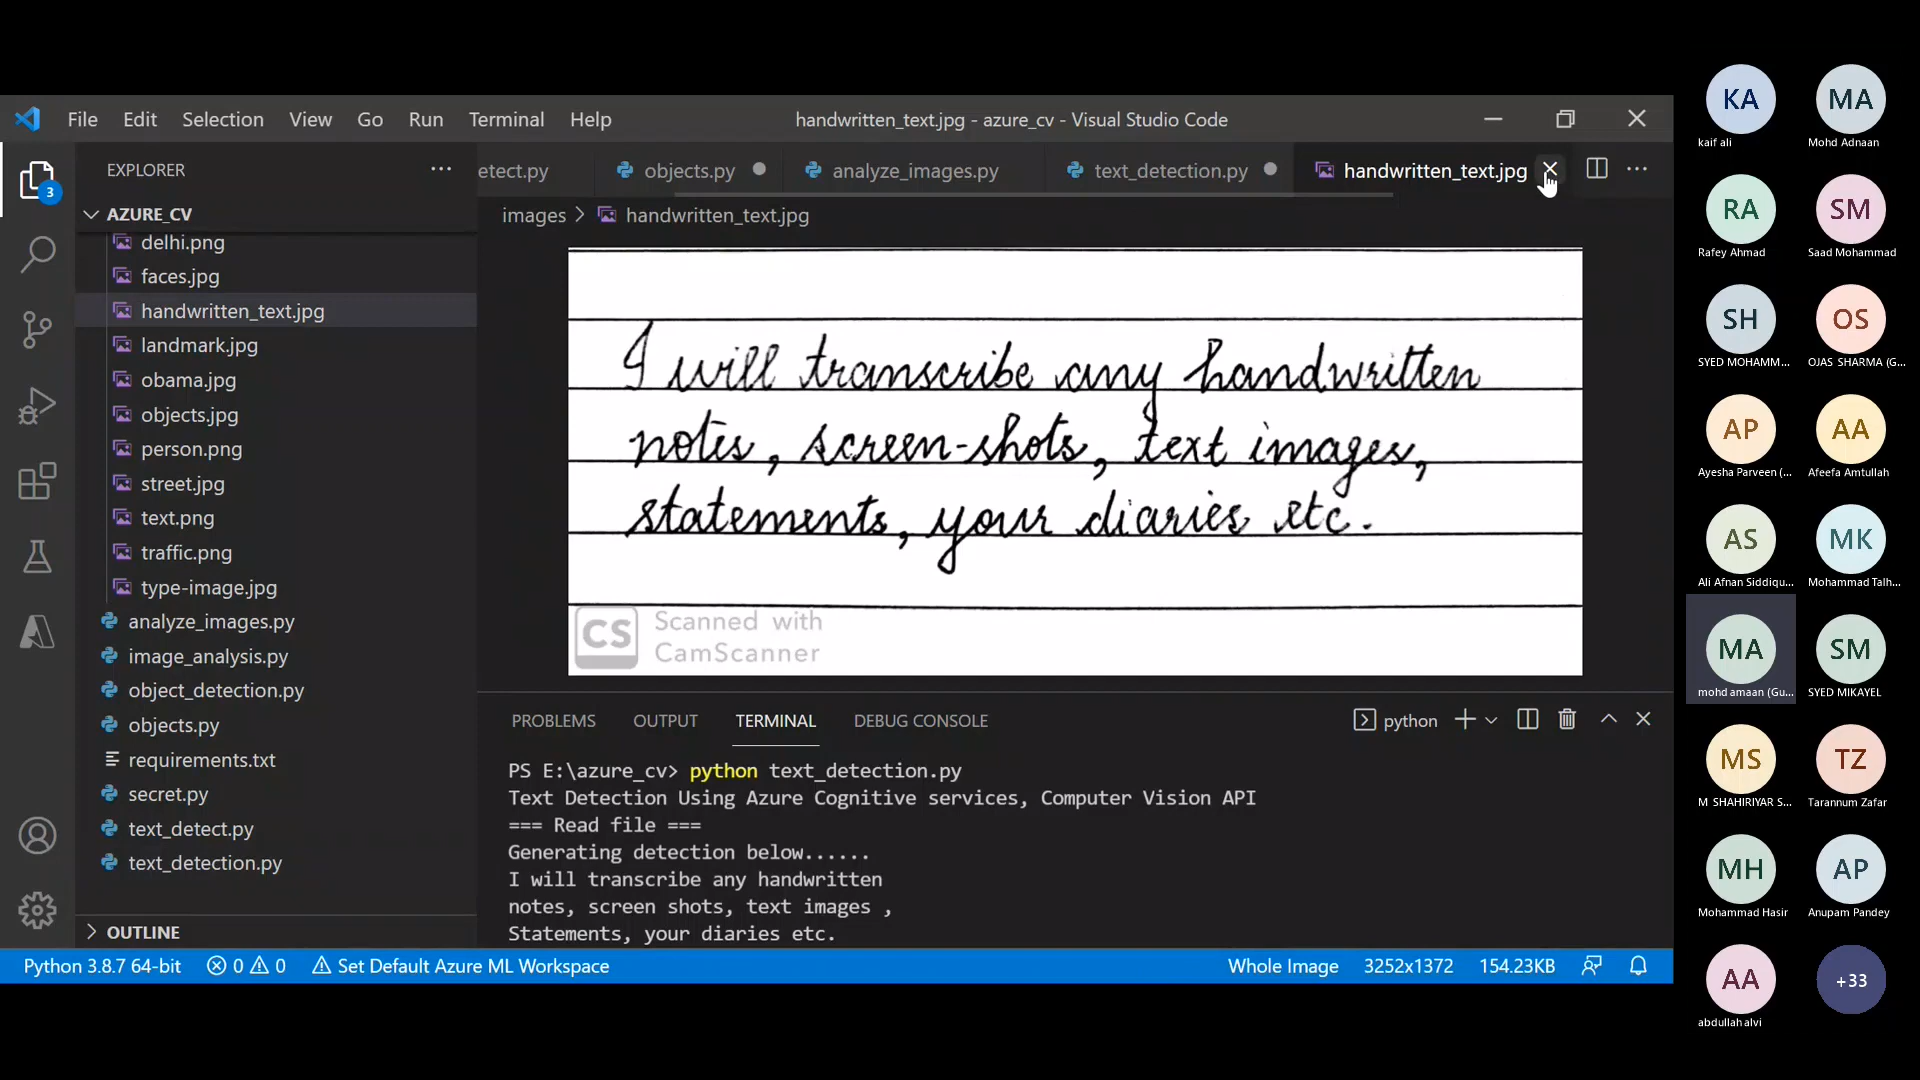 File Edit Selection View Go Run Terminal Help
handwritten_text.jpg - azure_cv - Visual Studio Code
EXPLORER
etect.py
objects.py
analyze_images.py
text_detection.py
handwritten_text.jpg
3
AZURE_CV
images > handwritten_text.jpg
delhi.png
faces.jpg
handwritten_text.jpg
landmark.jpg
obama.jpg
objects.jpg
person.png
street.jpg
text.png
traffic.png
type-image.jpg
analyze_images.py
image_analysis.py
object_detection.py
objects.py
requirements.txt
secret.py
text_detect.py
text_detection.py
OUTLINE
I will transcribe any handwritten
notes, screen-shots, text images,
statements, your diaries etc.
CS
Scanned with
CamScanner
PROBLEMS OUTPUT TERMINAL DEBUG CONSOLE
python
PS E:\azure_cv> python text_detection.py
Text Detection Using Azure Cognitive services, Computer Vision API
=== Read file ===
Generating detection below......
I will transcribe any handwritten
notes, screen shots, text images ,
Statements, your diaries etc.
Python 3.8.7 64-bit 0 0 Set Default Azure ML Workspace
Whole Image 3252x1372 154.23KB
KA MA
kaif ali Mohd Adnaan
RA SM
Rafey Ahmad Saad Mohammad
SH OS
SYED MOHAMM... OJAS SHARMA (G...
AP AA
Ayesha Parveen (... Afeefa Amtullah
AS MK
Ali Afnan Siddiqu... Mohammad Talh...
MA SM
mohd amaan (Gu... SYED MIKAYEL
MS TZ
M SHAHIRIYAR S... Tarannum Zafar
MH AP
Mohammad Hasir Anupam Pandey
AA +33
abdullah alvi